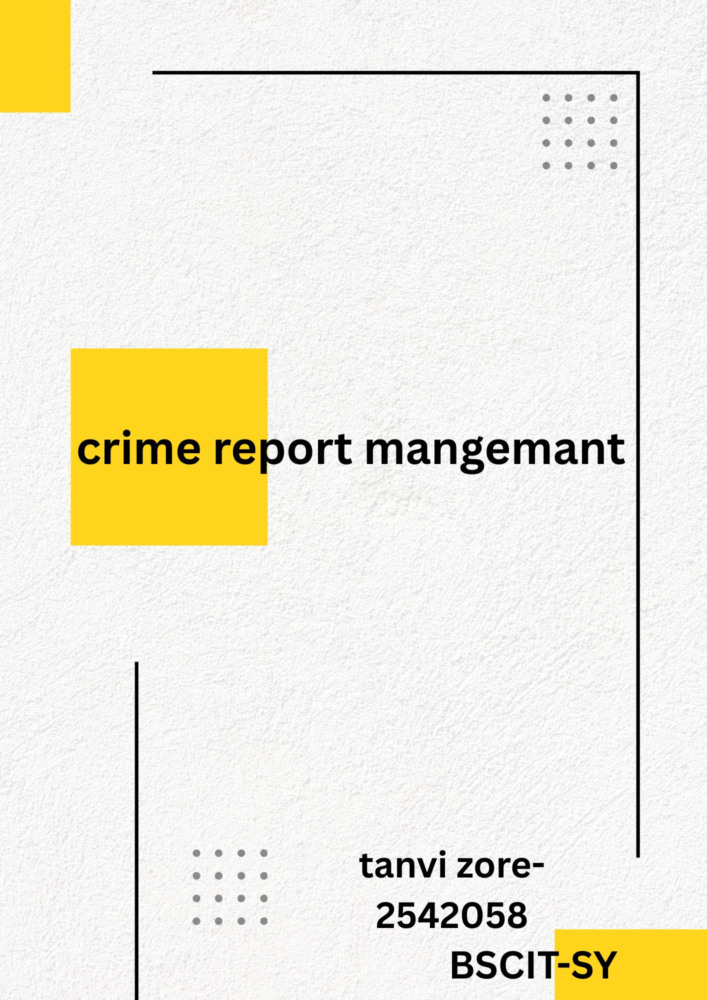 crime report mangemant
tanvi zore-
2542058
BSCIT-SY